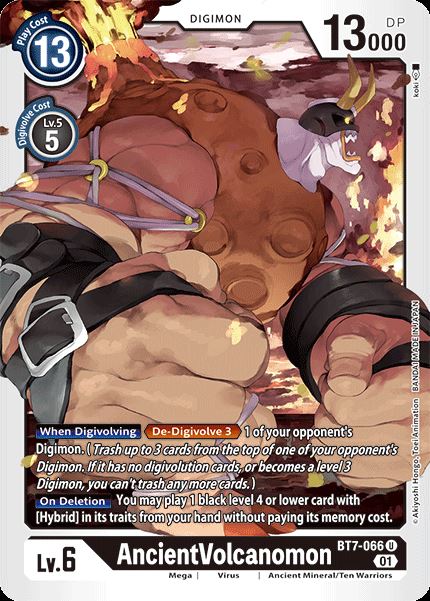 Play Cost
13
DIGIMON
DP
13000
koki
Digivolve Cost
Lv.5
5
©Akiyoshi Hongo, Toei Animation BANDAI MADE IN JAPAN
When Digivolving De-Digivolve 3 1 of your opponent's
Digimon. (Trash up to 3 cards from the top of one of your opponent's
Digimon. If it has no digivolution cards, or becomes a level 3
Digimon, you can't trash any more cards.)
On Deletion You may play 1 black level 4 or lower card with
[Hybrid] in its traits from your hand without paying its memory cost.
BT7-066 U
Lv.6 AncientVolcanomon 01
Mega | Virus | Ancient Mineral/Ten Warriors